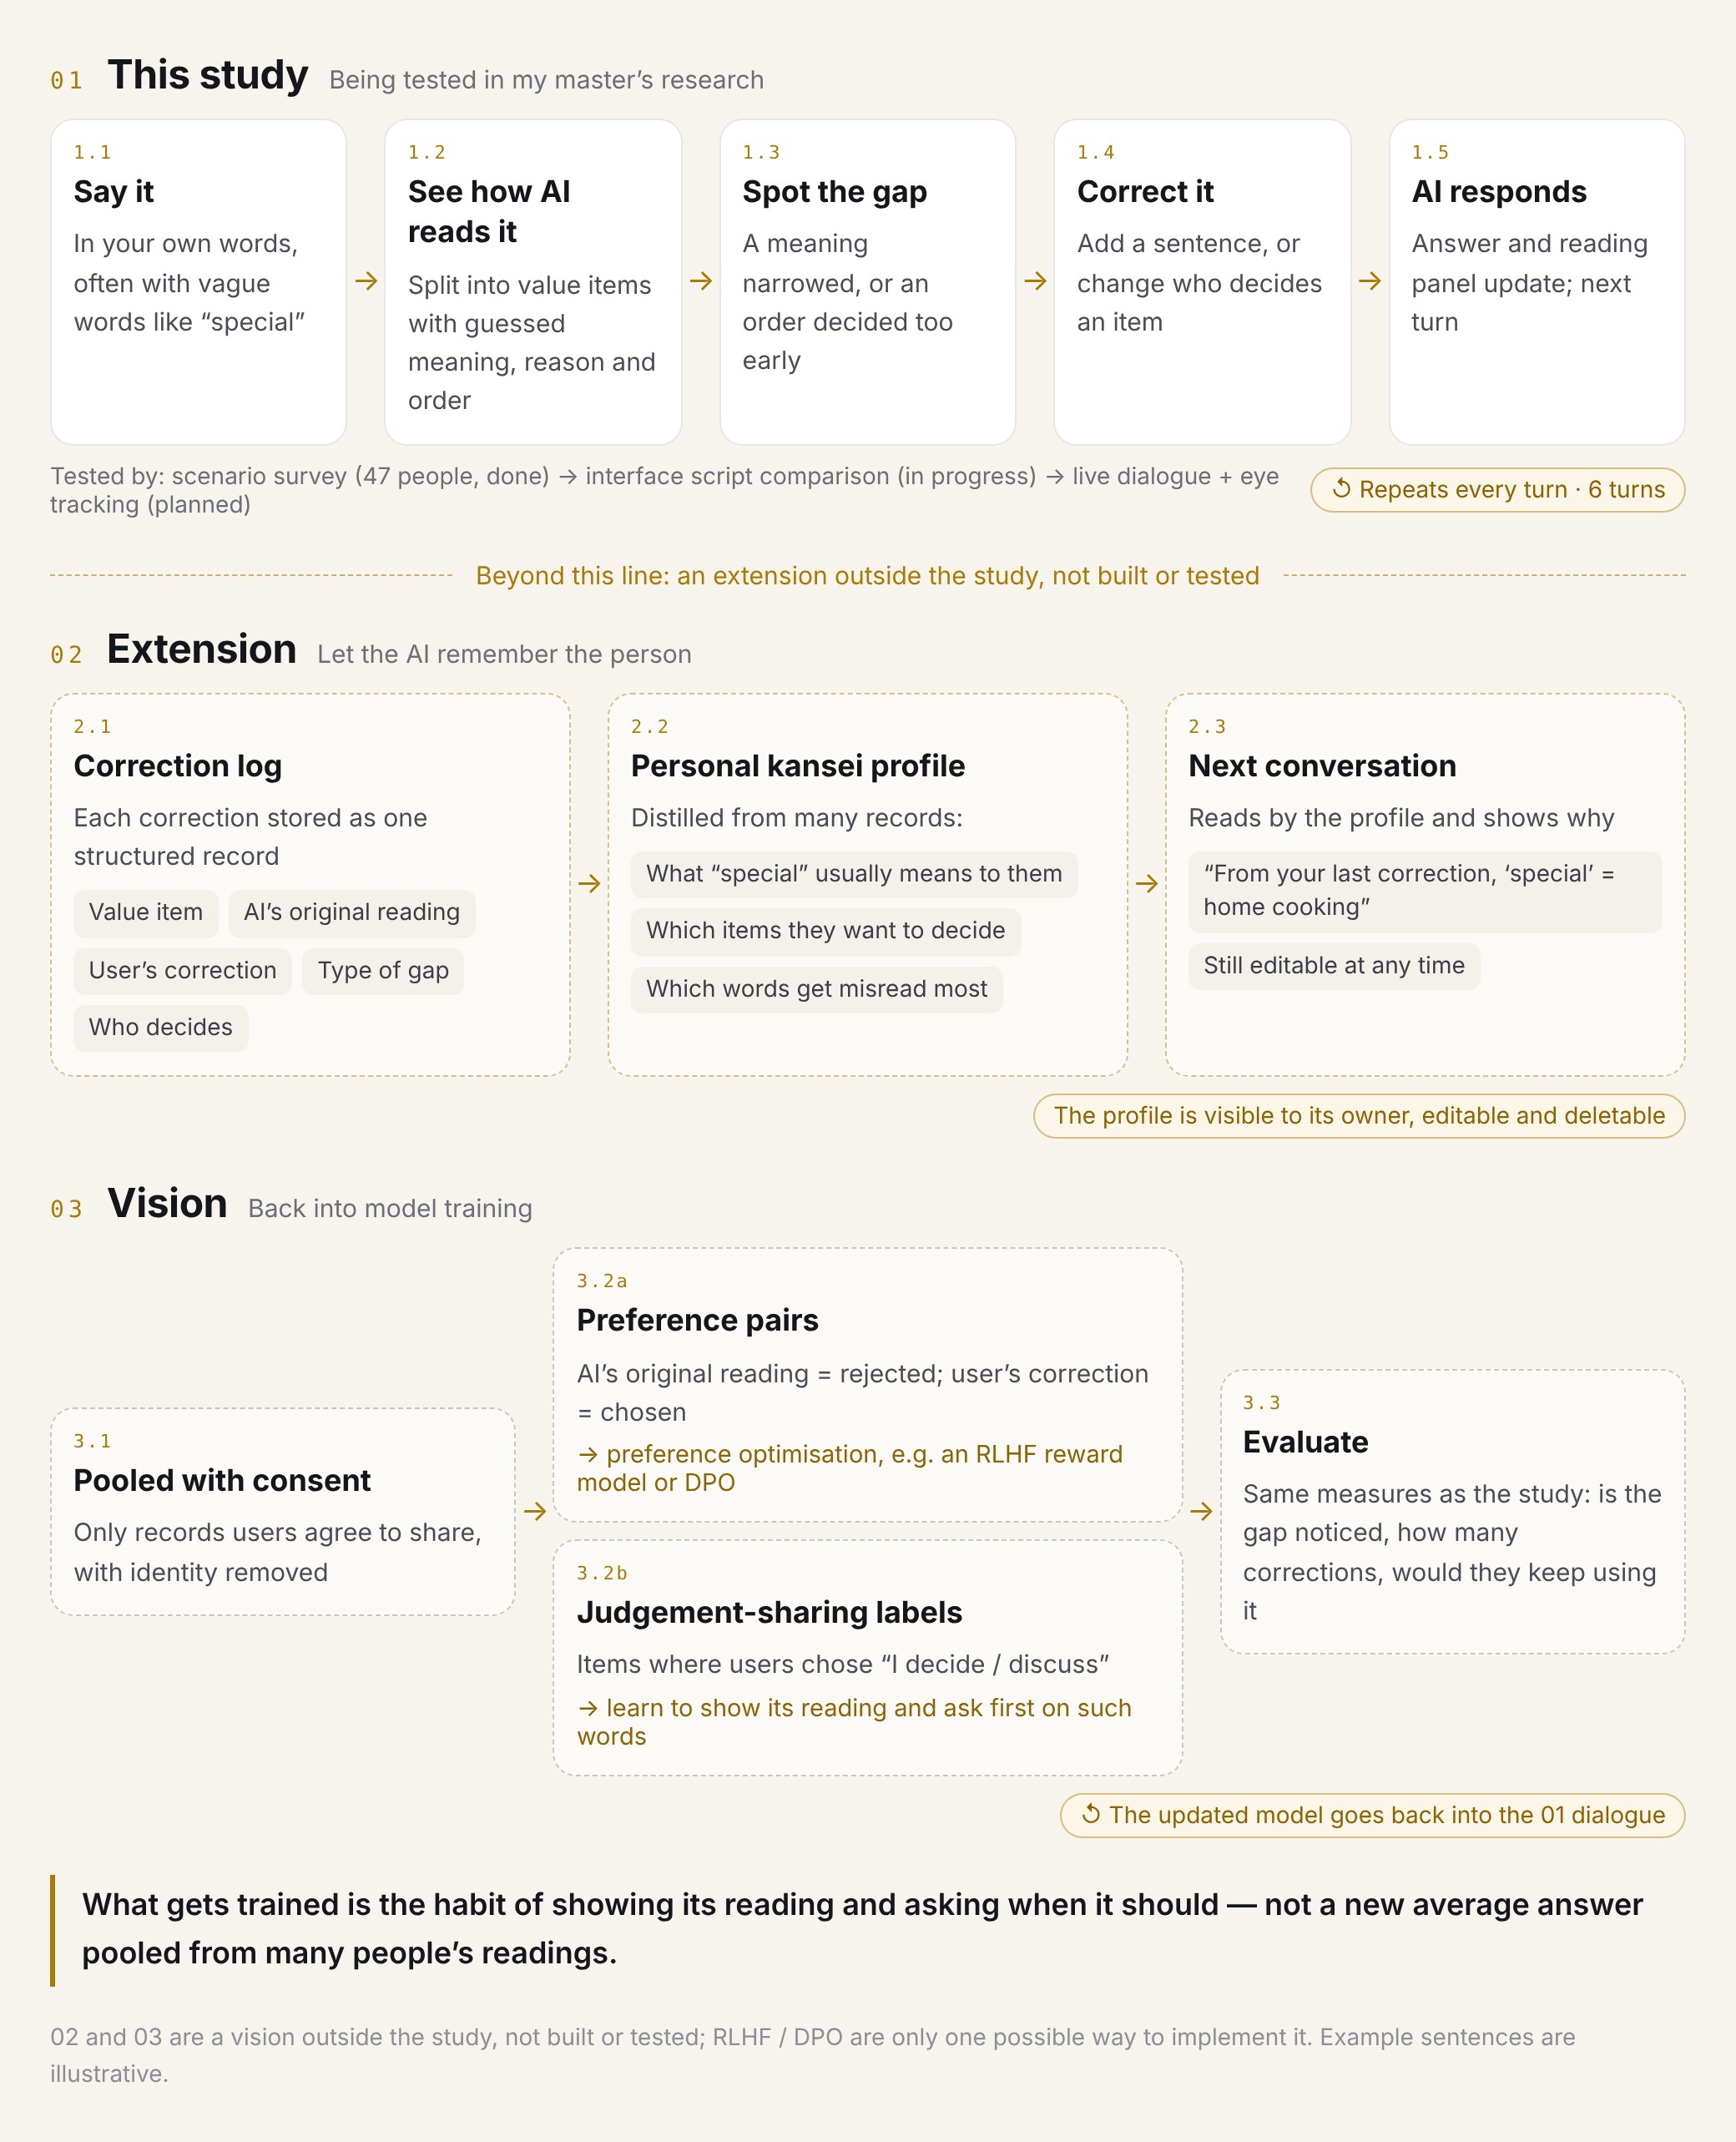 01 This study Being tested in my master's research
1.1
Say it
In your own words,
often with vague
words like “special”
→
1.2
See how AI
reads it
Split into value items
with guessed
meaning, reason and
order
→
1.3
Spot the gap
A meaning
narrowed, or an
order decided too
early
→
1.4
Correct it
Add a sentence, or
change who decides
an item
→
1.5
AI responds
Answer and reading
panel update; next
turn
Tested by: scenario survey (47 people, done) → interface script comparison (in progress) → live dialogue + eye
tracking (planned)
↺ Repeats every turn · 6 turns
Beyond this line: an extension outside the study, not built or tested
02 Extension Let the AI remember the person
2.1
Correction log
Each correction stored as one
structured record
Value item AI’s original reading
User’s correction Type of gap
Who decides
→
2.2
Personal kansei profile
Distilled from many records:
What “special” usually means to them
Which items they want to decide
Which words get misread most
→
2.3
Next conversation
Reads by the profile and shows why
“From your last correction, ‘special’ =
home cooking”
Still editable at any time
The profile is visible to its owner, editable and deletable
03 Vision Back into model training
3.1
Pooled with consent
Only records users agree to share,
with identity removed
→
3.2a
Preference pairs
AI’s original reading = rejected; user’s correction
= chosen
→ preference optimisation, e.g. an RLHF reward
model or DPO
3.2b
Judgement-sharing labels
Items where users chose “I decide / discuss”
→ learn to show its reading and ask first on such
words
→
3.3
Evaluate
Same measures as the study: is the
gap noticed, how many
corrections, would they keep using
it
↺ The updated model goes back into the 01 dialogue
What gets trained is the habit of showing its reading and asking when it should — not a new average answer
pooled from many people’s readings.
02 and 03 are a vision outside the study, not built or tested; RLHF / DPO are only one possible way to implement it. Example sentences are
illustrative.